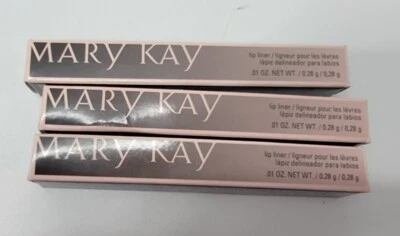 MARY KAY
lip liner / ligneur pour les lèvres
lápiz delineador para labios
.01 OZ. NET WT. / 0.28 g / 0,28 g
MARY KAY
lip liner / ligneur pour les lèvres
lápiz delineador para labios
.01 OZ. NET WT. / 0.28 g / 0,28 g
MARY KAY
lip liner / ligneur pour les lèvres
lápiz delineador para labios
.01 OZ. NET WT. / 0.28 g / 0,28 g